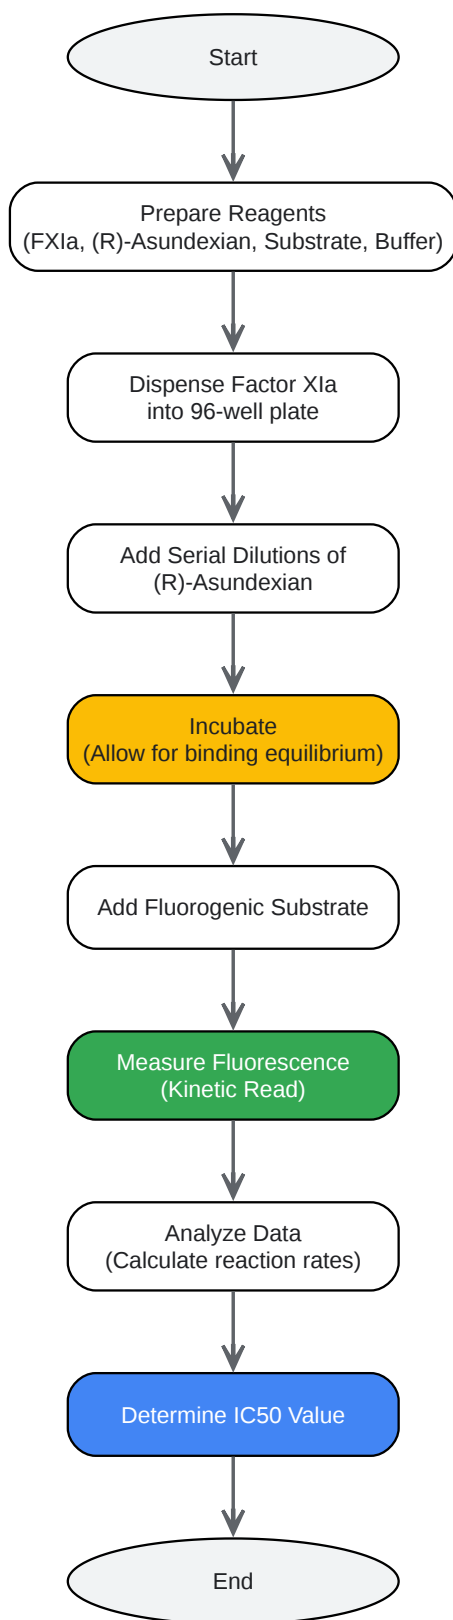 Start
Prepare Reagents
(FXIa, (R)-Asundexian, Substrate, Buffer)
Dispense Factor XIa
into 96-well plate
Add Serial Dilutions of
(R)-Asundexian
Incubate
(Allow for binding equilibrium)
Add Fluorogenic Substrate
Measure Fluorescence
(Kinetic Read)
Analyze Data
(Calculate reaction rates)
Determine IC50 Value
End